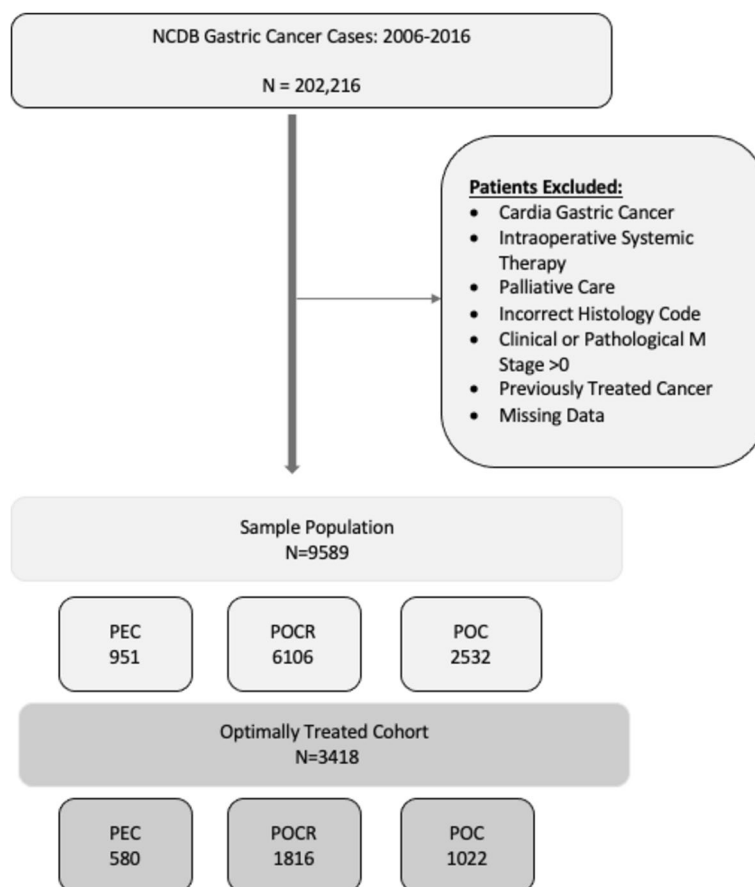 NCDB Gastric Cancer Cases: 2006-2016
N = 202,216
Patients Excluded:
• Cardia Gastric Cancer
• Intraoperative Systemic
Therapy
• Palliative Care
• Incorrect Histology Code
• Clinical or Pathological M
Stage >0
• Previously Treated Cancer
• Missing Data
Sample Population
N=9589
PEC
951
POCR
6106
POC
2532
Optimally Treated Cohort
N=3418
PEC
580
POCR
1816
POC
1022